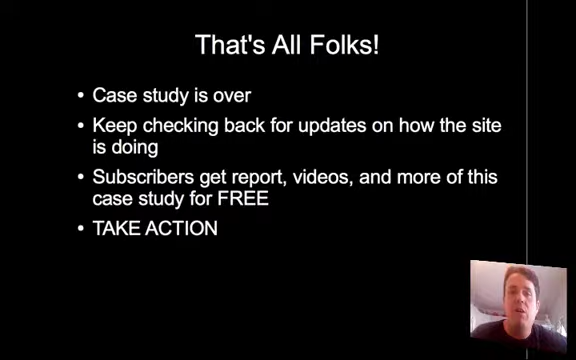 That's All Folks!
• Case study is over
• Keep checking back for updates on how the site
is doing
• Subscribers get report, videos, and more of this
case study for FREE
• TAKE ACTION